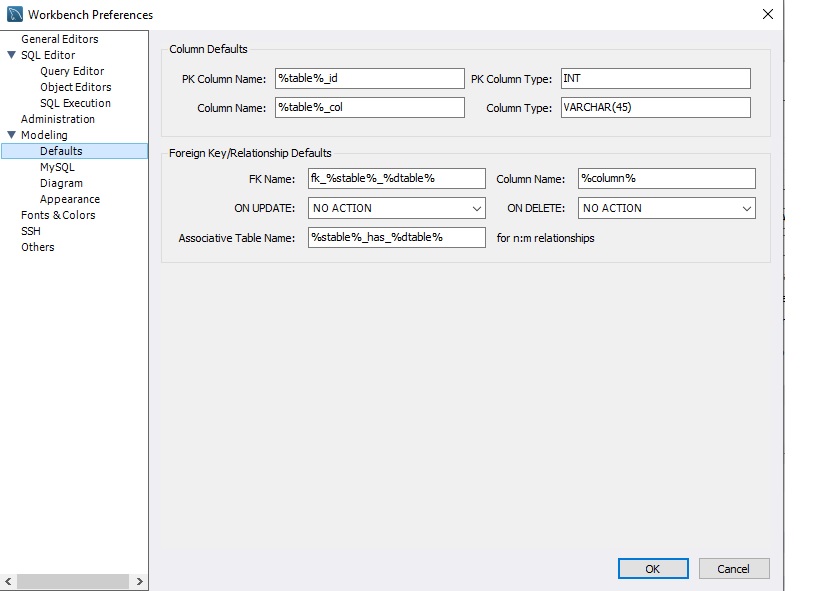 Workbench Preferences
General Editors
SQL Editor
Query Editor
Object Editors
SQL Execution
Administration
Modeling
Defaults
MySQL
Diagram
Appearance
Fonts & Colors
SSH
Others
Column Defaults
PK Column Name: %table%_id PK Column Type: INT
Column Name: %table%_col Column Type: VARCHAR(45)
Foreign Key/Relationship Defaults
FK Name: fk_%stable%_%dtable% Column Name: %column%
ON UPDATE: NO ACTION ON DELETE: NO ACTION
Associative Table Name: %stable%_has_%dtable% for n:m relationships
OK Cancel